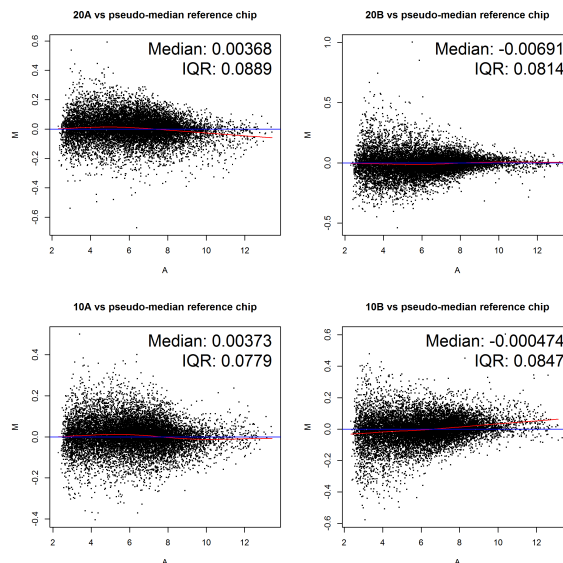 20A vs pseudo-median reference chip
Median: 0.00368
IQR: 0.0889
M
0.6
0.4
0.2
0.0
-0.2
-0.4
-0.6
2 4 6 8 10 12
A
20B vs pseudo-median reference chip
Median: -0.00691
IQR: 0.0814
M
1.0
0.5
0.0
-0.5
2 4 6 8 10 12
A
10A vs pseudo-median reference chip
Median: 0.00373
IQR: 0.0779
M
0.4
0.2
0.0
-0.2
-0.4
2 4 6 8 10 12
A
10B vs pseudo-median reference chip
Median: -0.000474
IQR: 0.0847
M
0.6
0.4
0.2
0.0
-0.2
-0.4
-0.6
2 4 6 8 10 12
A